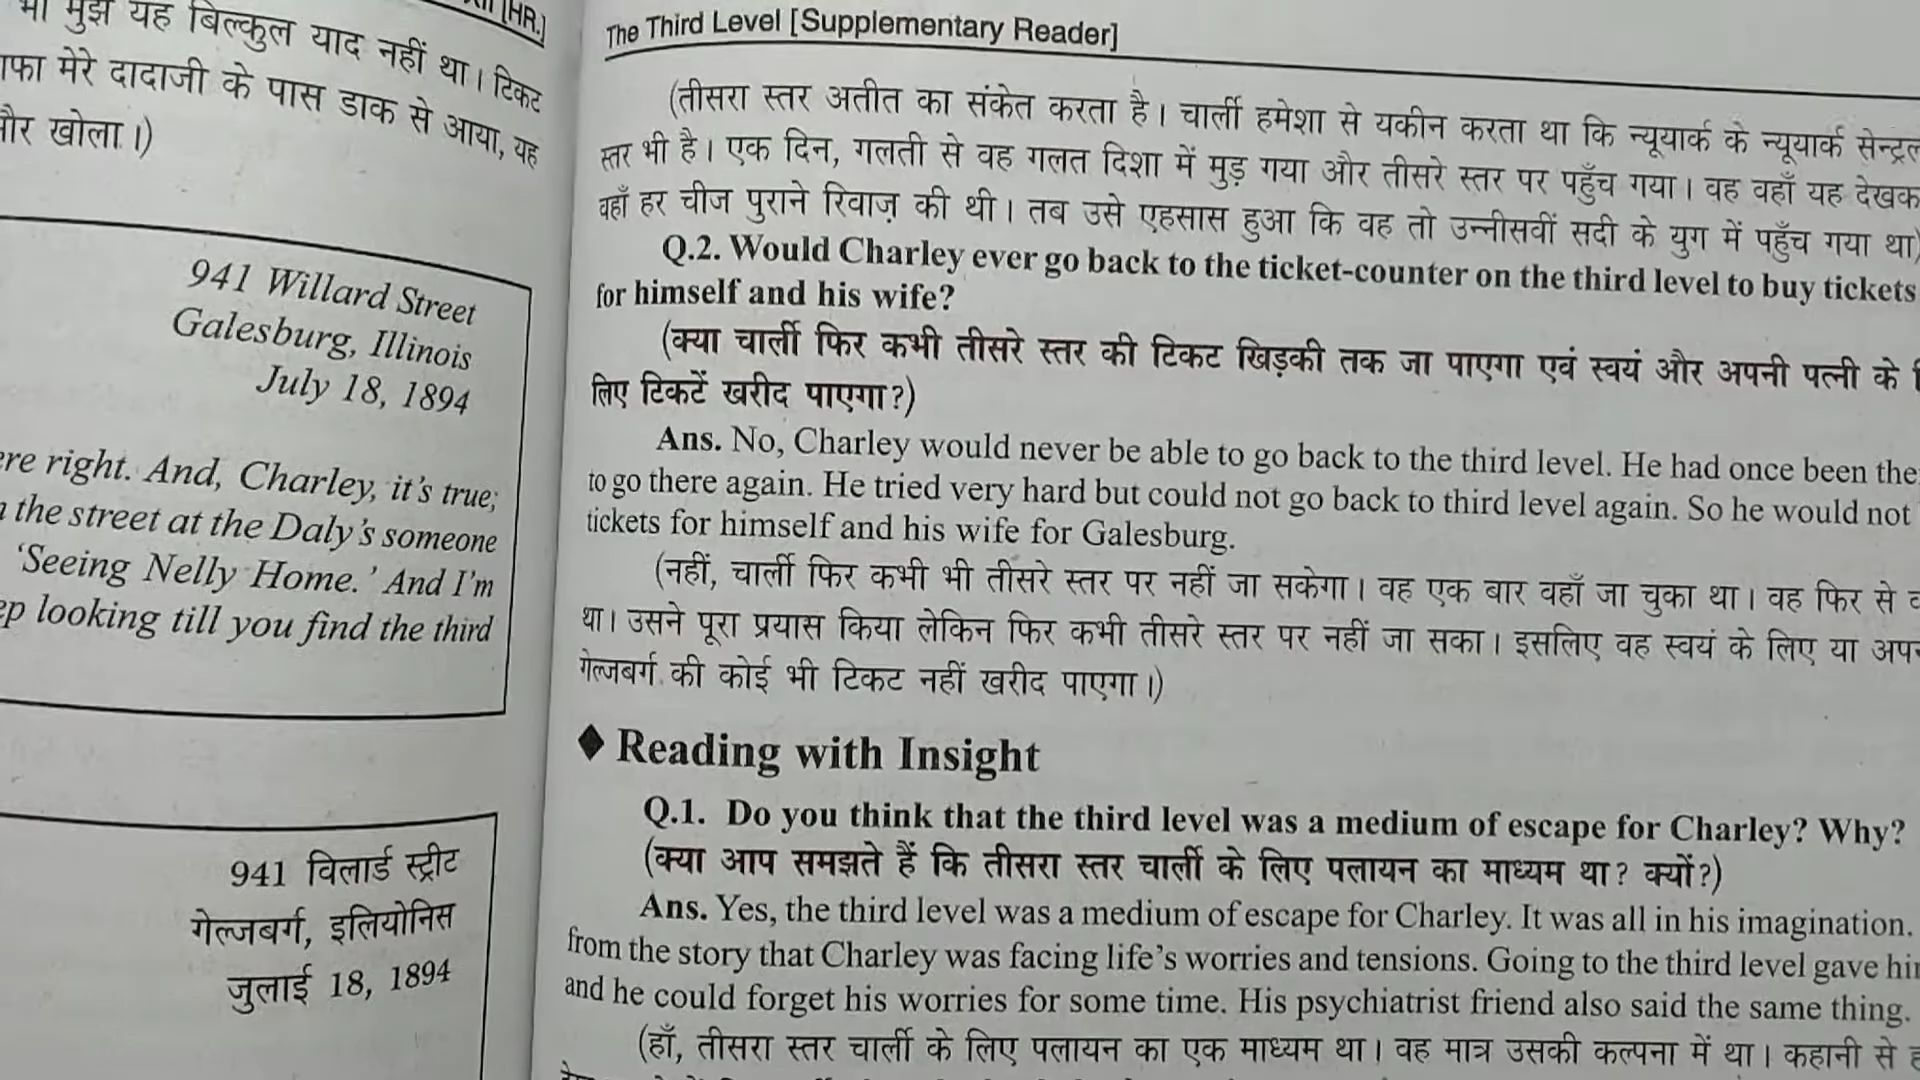 XII [HR.]
भी मुझे यह बिल्कुल याद नहीं था। टिकट
मेरे दादाजी के पास डाक से आया, यह
और खोला।)
941 Willard Street
Galesburg, Illinois
July 18, 1894
right. And, Charley, it's true;
the street at the Daly's someone
'Seeing Nelly Home.' And I'm
looking till you find the third
941 विलार्ड स्ट्रीट
गेल्जबर्ग, इलियोनिस
जुलाई 18, 1894
The Third Level [Supplementary Reader]
(तीसरा स्तर अतीत का संकेत करता है। चार्ली हमेशा से यकीन करता था कि न्यूयार्क के न्यूयार्क सेन्ट्रल
स्तर भी है। एक दिन, गलती से वह गलत दिशा में मुड़ गया और तीसरे स्तर पर पहुँच गया। वह वहाँ यह
वहाँ हर चीज पुराने रिवाज़ की थी। तब उसे एहसास हुआ कि वह तो उन्नीसवीं सदी के युग में पहुँच गया था)
Q.2. Would Charley ever go back to the ticket-counter on the third level to buy tickets
for himself and his wife?
(क्या चार्ली फिर कभी तीसरे स्तर की टिकट खिड़की तक जा पाएगा एवं स्वयं और अपनी पत्नी के
लिए टिकटें खरीद पाएगा?)
Ans. No, Charley would never be able to go back to the third level. He had once been
to go there again. He tried very hard but could not go back to third level again. So he would not
tickets for himself and his wife for Galesburg.
(नहीं, चार्ली फिर कभी भी तीसरे स्तर पर नहीं जा सकेगा। वह एक बार वहाँ जा चुका था। वह फिर से
था। उसने पूरा प्रयास किया लेकिन फिर कभी तीसरे स्तर पर नहीं जा सका। इसलिए वह स्वयं के लिए या
गेल्जबर्ग की कोई भी टिकट नहीं खरीद पाएगा।)
♦ Reading with Insight
Q.1. Do you think that the third level was a medium of escape for Charley? Why?
(क्या आप समझते हैं कि तीसरा स्तर चार्ली के लिए पलायन का माध्यम था? क्यों?)
Ans. Yes, the third level was a medium of escape for Charley. It was all in his imagination.
from the story that Charley was facing life's worries and tensions. Going to the third level gave
and he could forget his worries for some time. His psychiatrist friend also said the same thing.
(हाँ, तीसरा स्तर चार्ली के लिए पलायन का एक माध्यम था। वह मात्र उसकी कल्पना में था। कहानी से